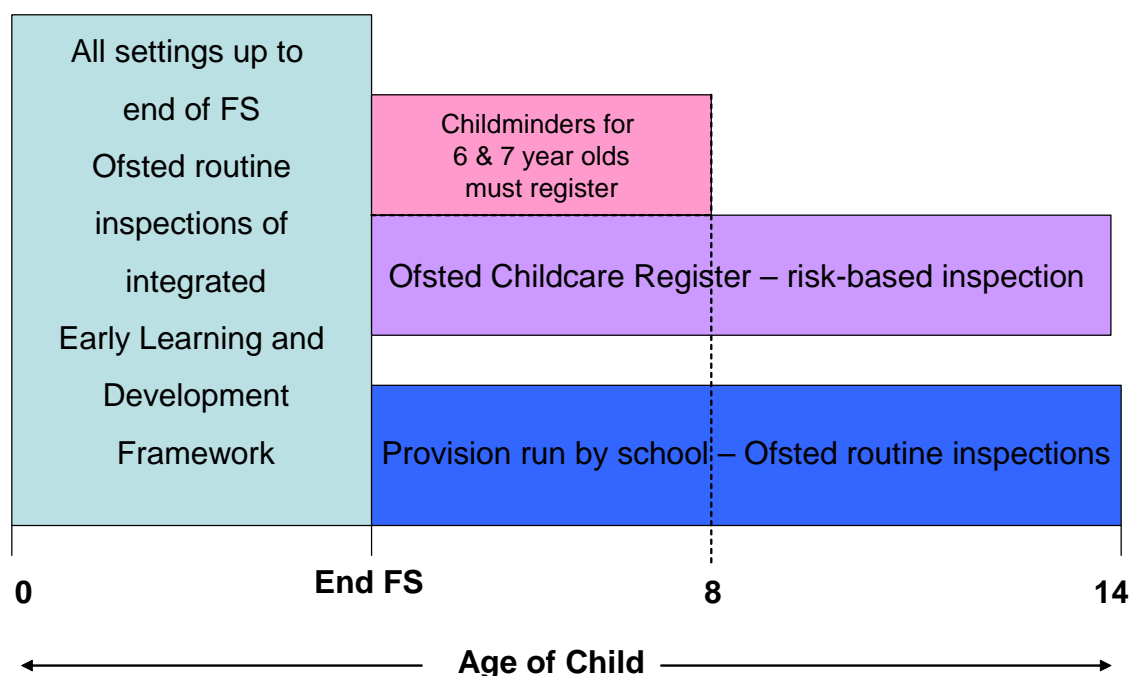 All settings up to
end of FS
Ofsted routine
inspections of
integrated
Early Learning and
Development
Framework
Childminders for
6 & 7 year olds
must register
Ofsted Childcare Register – risk-based inspection
Provision run by school – Ofsted routine inspections
0
End FS
8
14
Age of Child